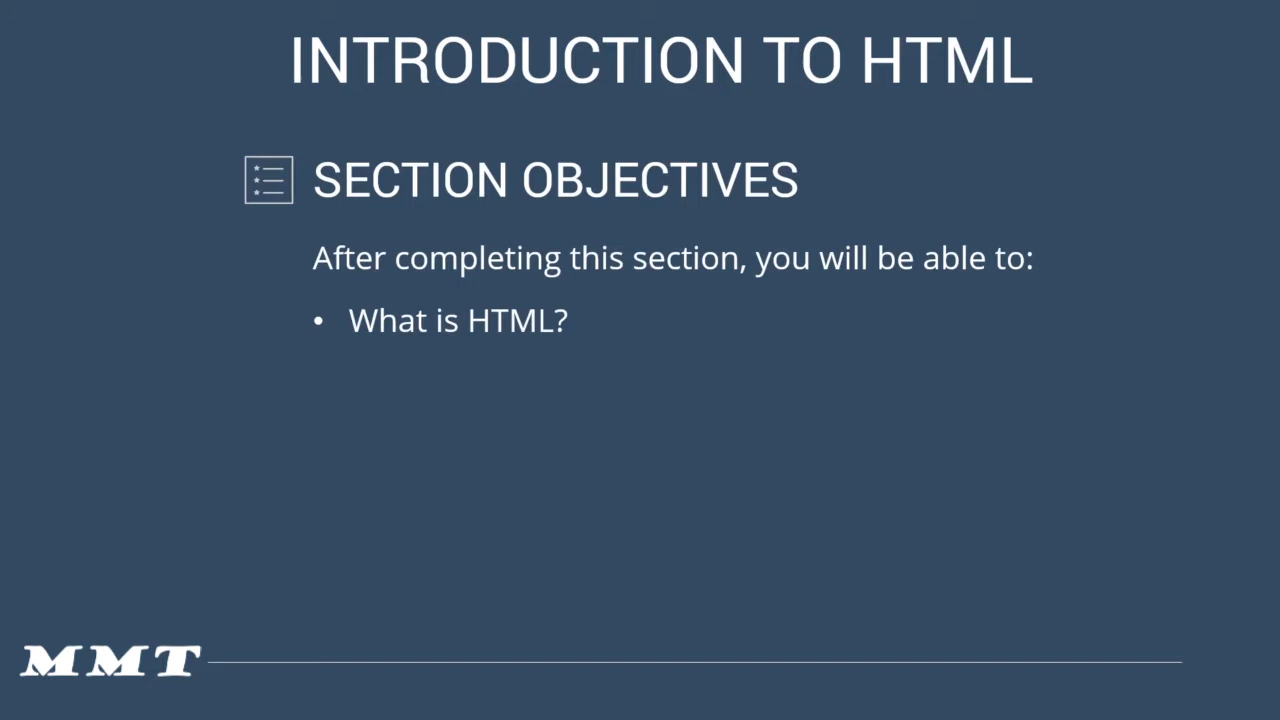 INTRODUCTION TO HTML
SECTION OBJECTIVES
After completing this section, you will be able to:
• What is HTML?
MMT